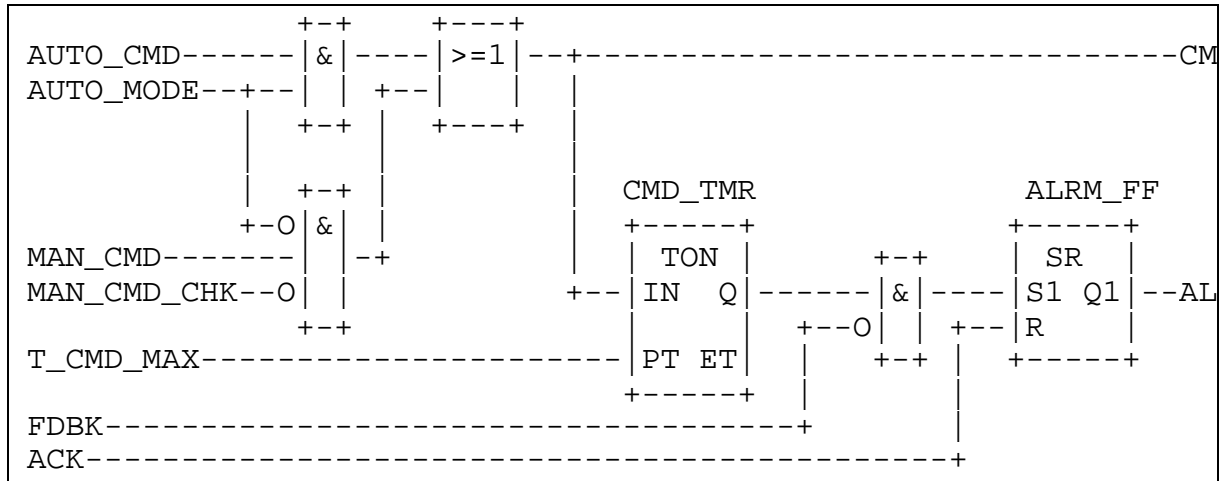 AUTO_CMD & >=1 CM
AUTO_MODE
CMD_TMR ALRM_FF
&
MAN_CMD TON SR
MAN_CMD_CHK IN Q & S1 Q1 AL
R
T_CMD_MAX PT ET
FDBK
ACK